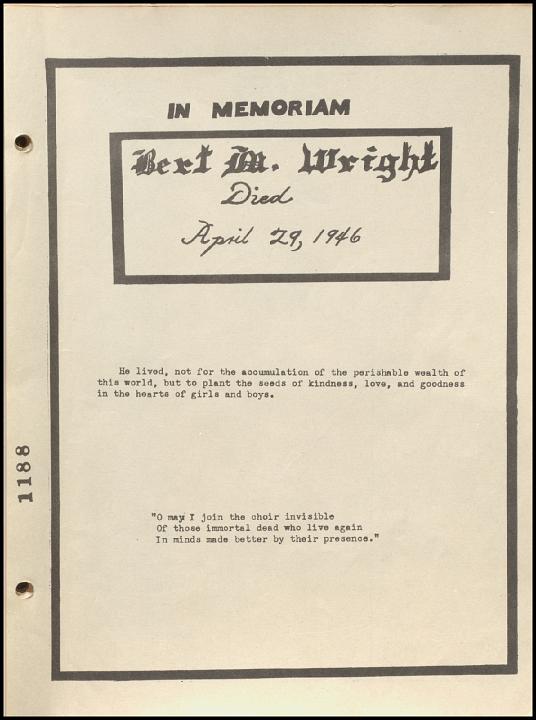 IN MEMORIAM
Bert M. Wright
Died
April 29, 1946
He lived, not for the accumulation of the perishable wealth of
this world, but to plant the seeds of kindness, love, and goodness
in the hearts of girls and boys.
1188
"O may I join the choir invisible
Of those immortal dead who live again
In minds made better by their presence."